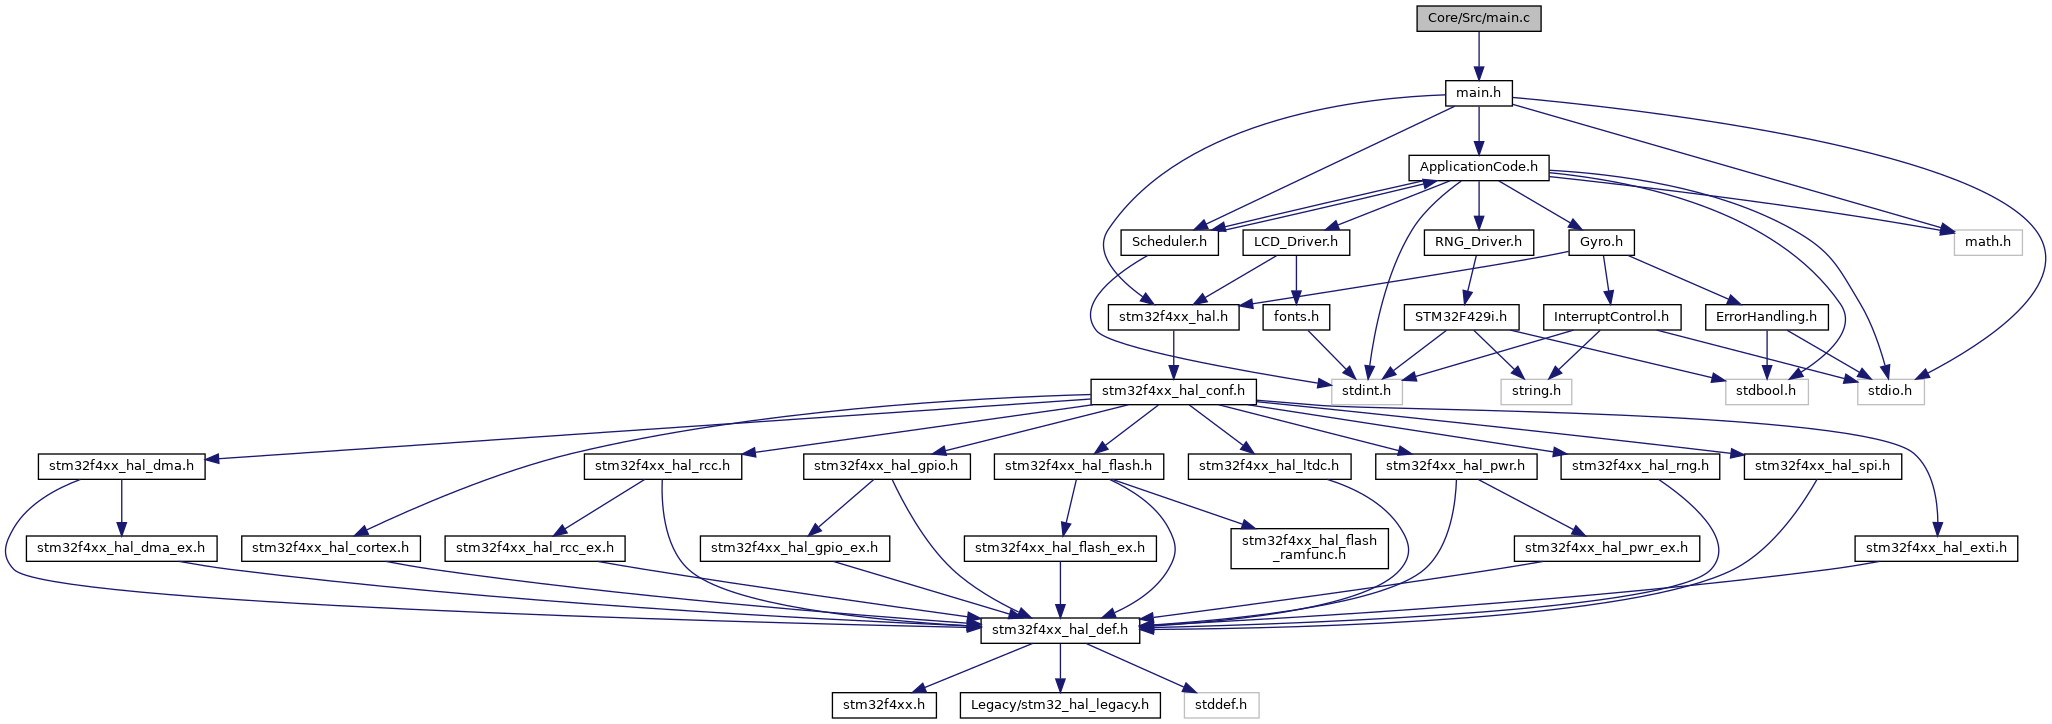 Core/Src/main.c
main.h
ApplicationCode.h
Scheduler.h
LCD_Driver.h
RNG_Driver.h
Gyro.h
math.h
stm32f4xx_hal.h
fonts.h
STM32F429i.h
InterruptControl.h
ErrorHandling.h
stm32f4xx_hal_conf.h
stdint.h
string.h
stdbool.h
stdio.h
stm32f4xx_hal_dma.h
stm32f4xx_hal_rcc.h
stm32f4xx_hal_gpio.h
stm32f4xx_hal_flash.h
stm32f4xx_hal_ltdc.h
stm32f4xx_hal_pwr.h
stm32f4xx_hal_rng.h
stm32f4xx_hal_spi.h
stm32f4xx_hal_dma_ex.h
stm32f4xx_hal_cortex.h
stm32f4xx_hal_rcc_ex.h
stm32f4xx_hal_gpio_ex.h
stm32f4xx_hal_flash_ex.h
stm32f4xx_hal_flash
_ramfunc.h
stm32f4xx_hal_pwr_ex.h
stm32f4xx_hal_exti.h
stm32f4xx_hal_def.h
stm32f4xx.h
Legacy/stm32_hal_legacy.h
stddef.h